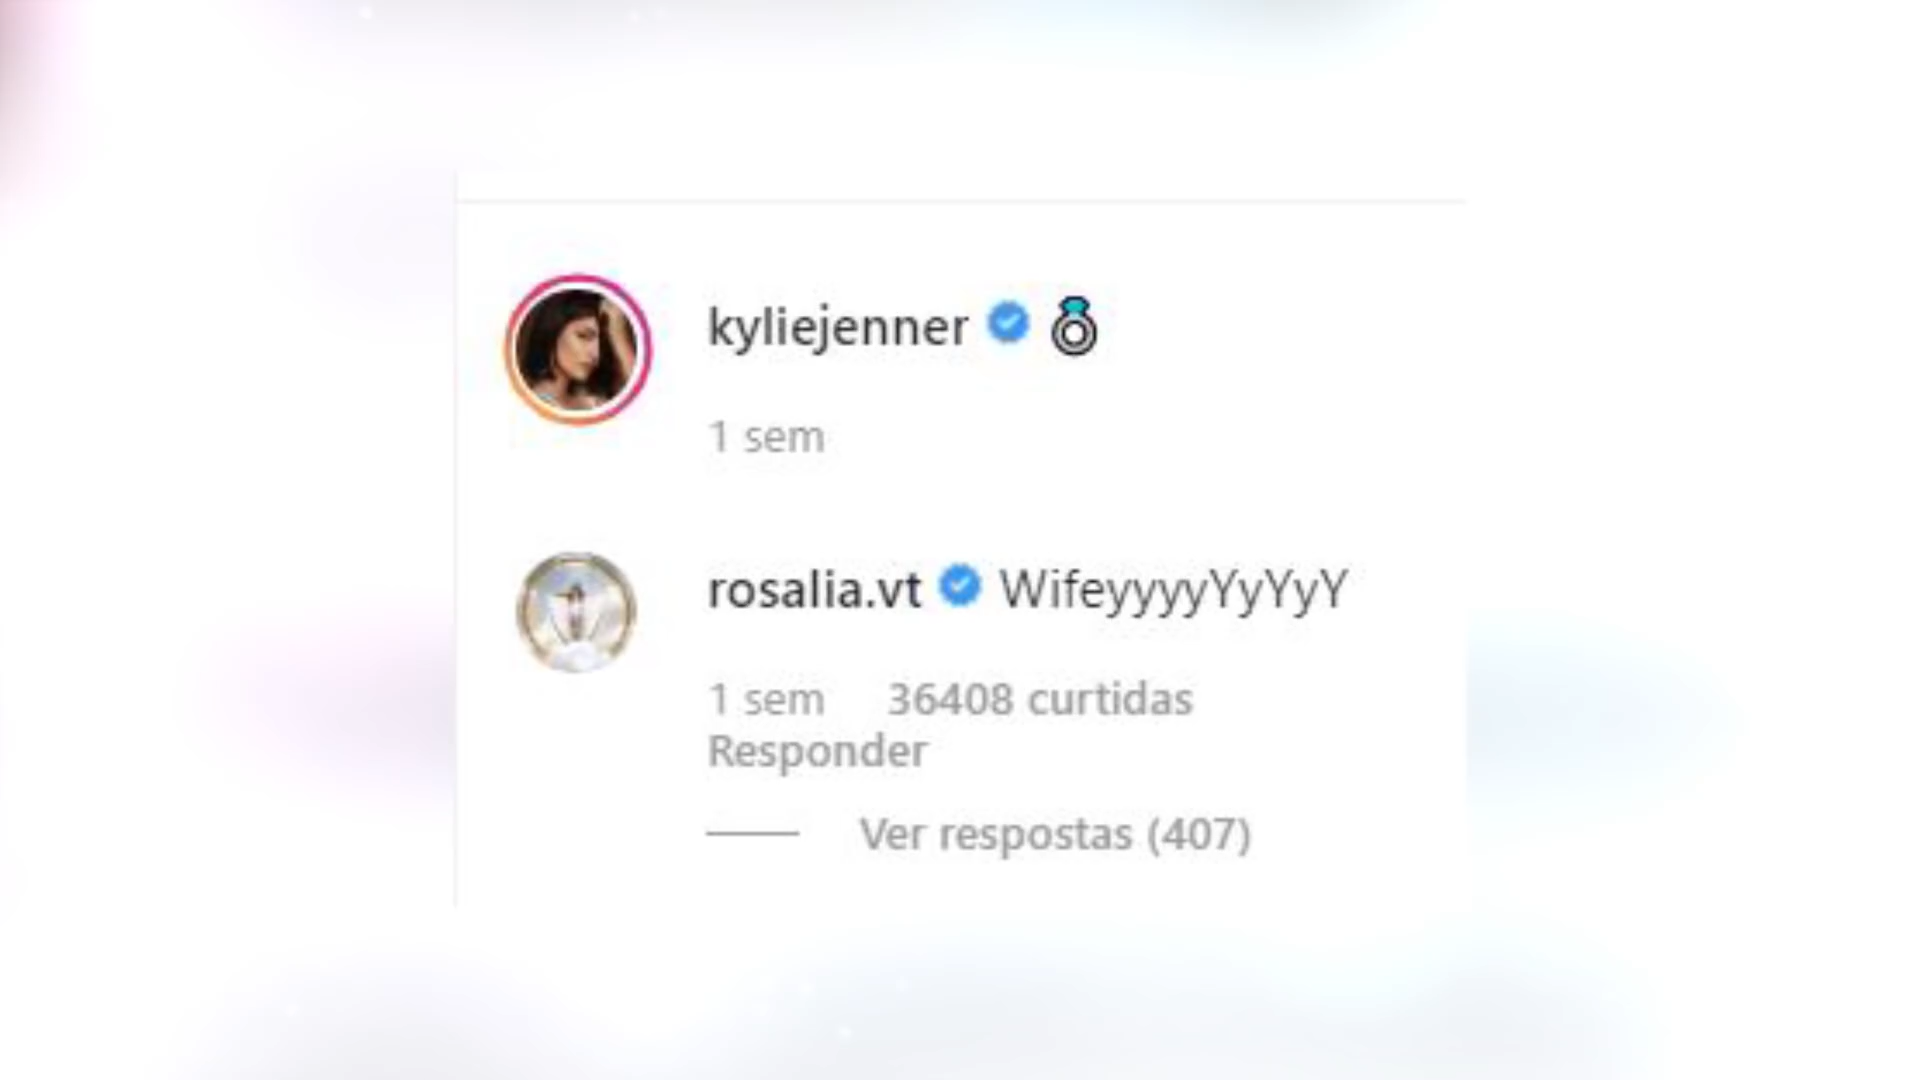 kyliejenner 💍
1 sem
rosalia.vt WifeyyyyYyYyY
1 sem 36408 curtidas
Responder
Ver respostas (407)